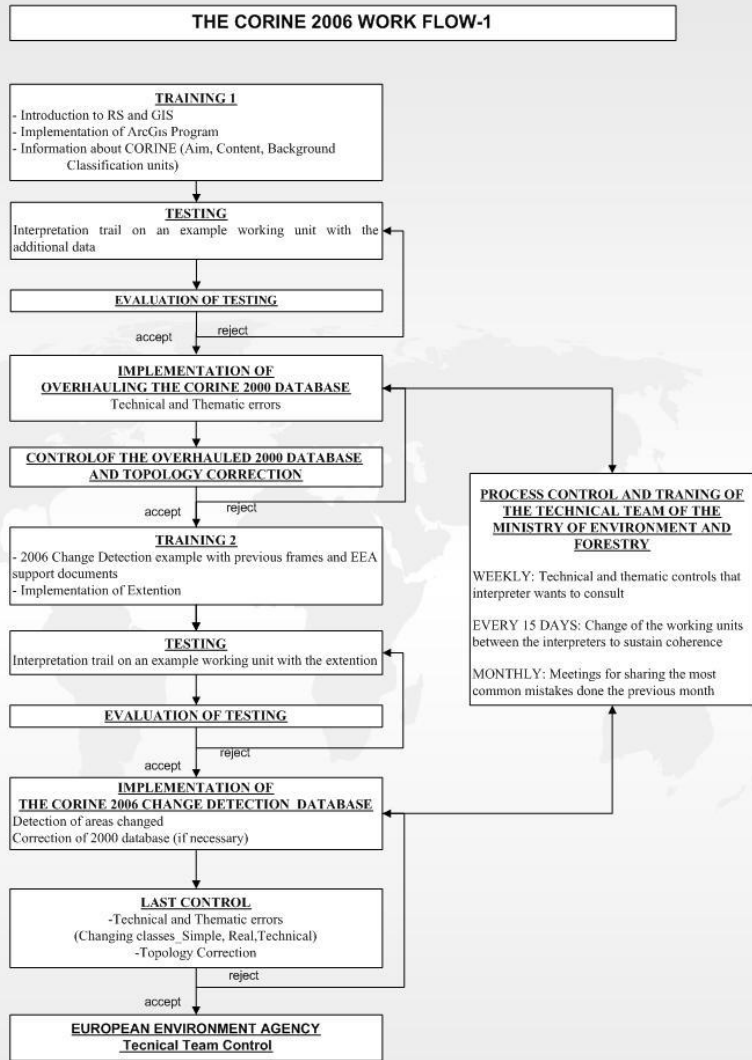 THE CORINE 2006 WORK FLOW-1
TRAINING 1
- Introduction to RS and GIS
- Implementation of ArcGis Program
- Information about CORINE (Aim, Content, Background
Classification units)
TESTING
Interpretation trail on an example working unit with the
additional data
EVALUATION OF TESTING
accept
reject
IMPLEMENTATION OF
OVERHAULING THE CORINE 2000 DATABASE
Technical and Thematic errors
CONTROLOF THE OVERHAULED 2000 DATABASE
AND TOPOLOGY CORRECTION
accept
reject
TRAINING 2
- 2006 Change Detection example with previous frames and EEA
support documents
- Implementation of Extention
TESTING
Interpretation trail on an example working unit with the extention
EVALUATION OF TESTING
accept
reject
IMPLEMENTATION OF
THE CORINE 2006 CHANGE DETECTION DATABASE
Detection of areas changed
Correction of 2000 database (if necessary)
LAST CONTROL
-Technical and Thematic errors
(Changing classes_Simple, Real,Technical)
-Topology Correction
reject
accept
EUROPEAN ENVIRONMENT AGENCY
Tecnical Team Control
PROCESS CONTROL AND TRANING OF
THE TECHNICAL TEAM OF THE
MINISTRY OF ENVIRONMENT AND
FORESTRY
WEEKLY: Technical and thematic controls that
interpreter wants to consult
EVERY 15 DAYS: Change of the working units
between the interpreters to sustain coherence
MONTHLY: Meetings for sharing the most
common mistakes done the previous month